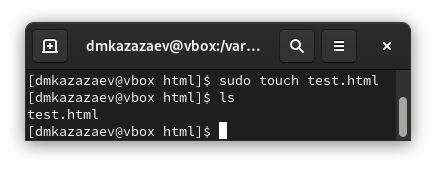 dmkazazaev@vbox:/var...
[dmkazazaev@vbox html]$ sudo touch test.html
[dmkazazaev@vbox html]$ ls
test.html
[dmkazazaev@vbox html]$